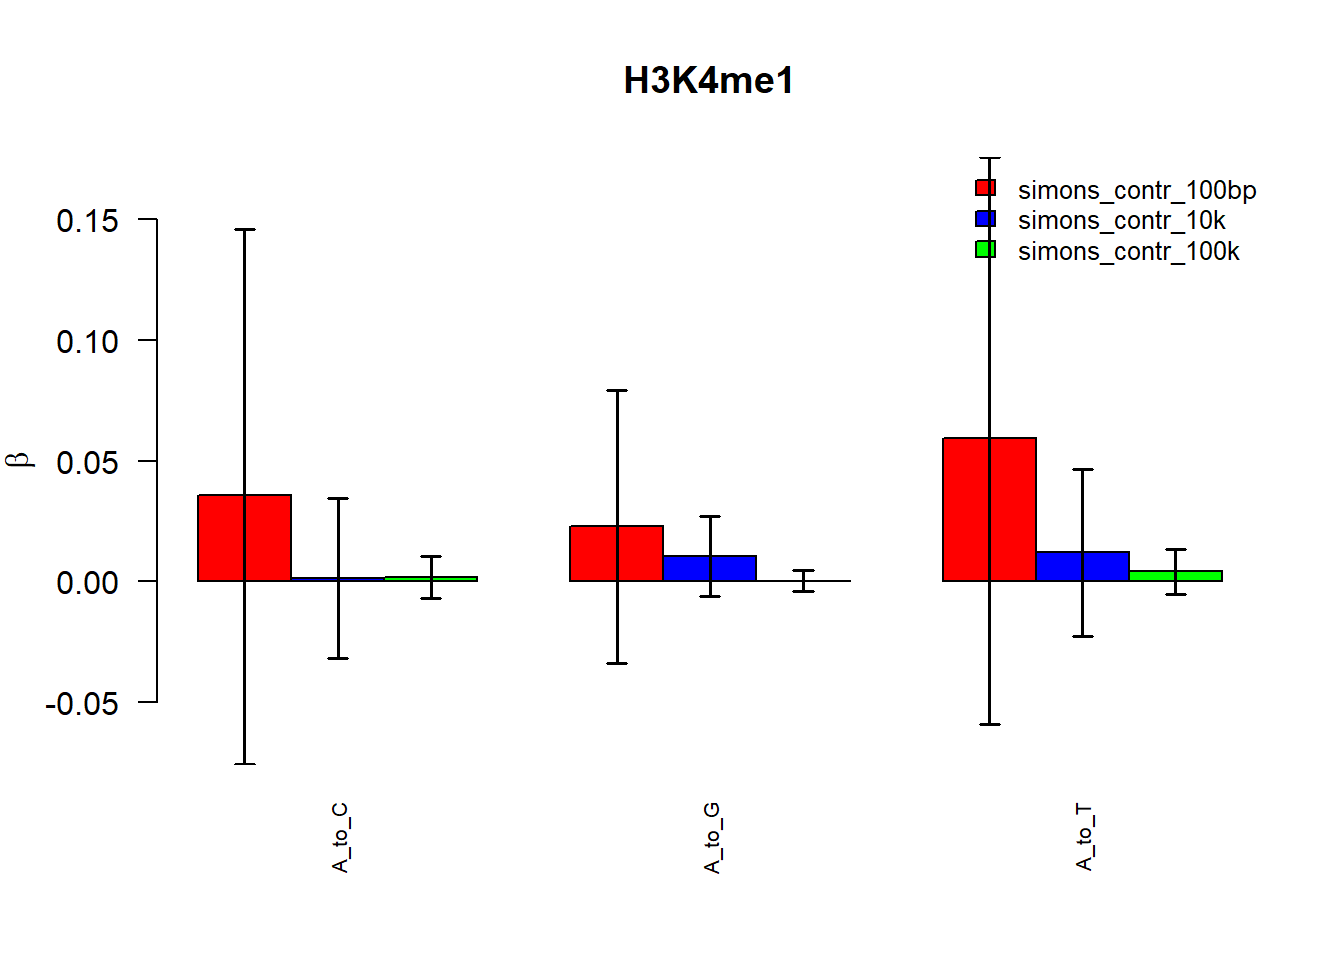 H3K4me1
simons_contr_100bp
simons_contr_10k
simons_contr_100k
0.15
0.10
0.05
0.00
-0.05
β
A_to_C
A_to_G
A_to_T